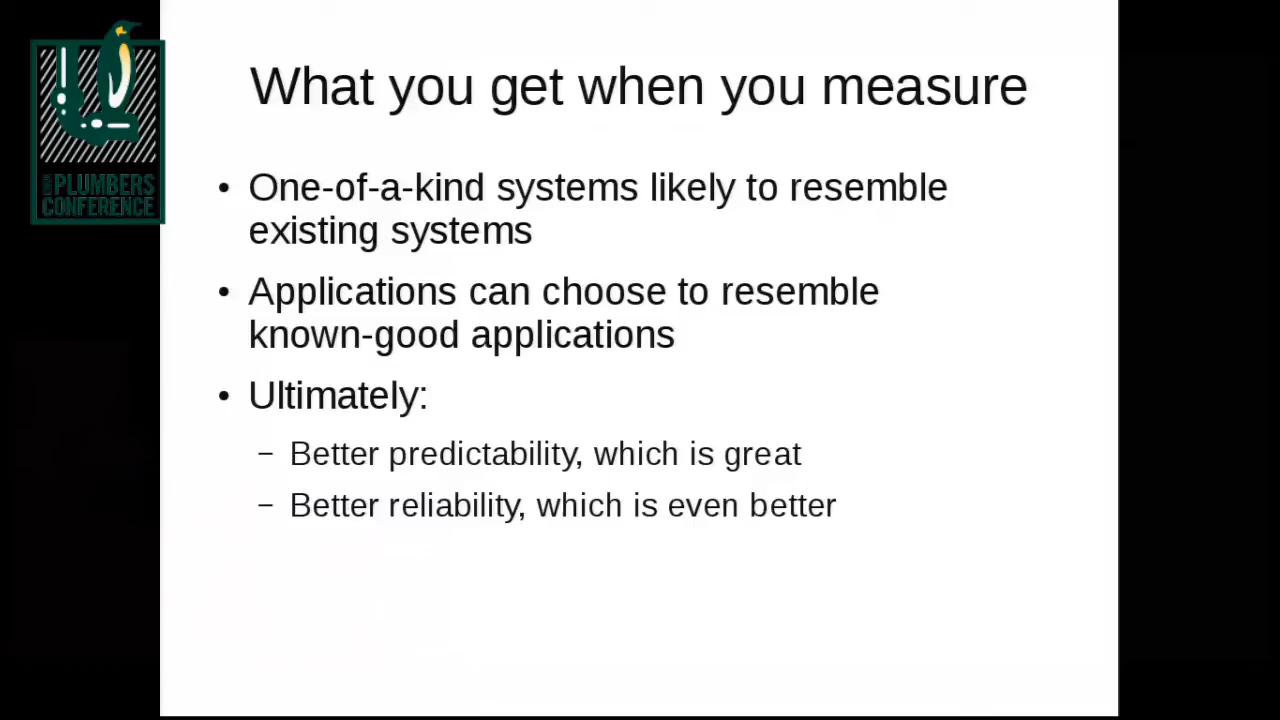 What you get when you measure
• One-of-a-kind systems likely to resemble
existing systems
• Applications can choose to resemble
known-good applications
• Ultimately:
– Better predictability, which is great
– Better reliability, which is even better
PLUMBERS
CONFERENCE